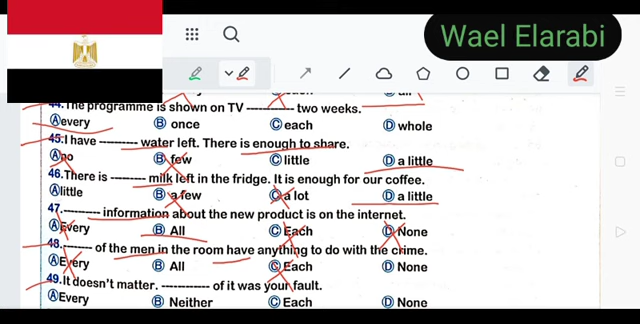 Wael Elarabi
44.The programme is shown on TV ---------- two weeks.
Ⓐevery Ⓑ once Ⓒ each Ⓓ whole
45.I have --------- water left. There is enough to share.
Ⓐno Ⓑ few Ⓒ little Ⓓ a little
46.There is -------- milk left in the fridge. It is enough for our coffee.
Ⓐlittle Ⓑ a few Ⓒ a lot Ⓓ a little
47.--------- information about the new product is on the internet.
ⒶEvery Ⓑ All Ⓒ Each Ⓓ None
48.------- of the men in the room have anything to do with the crime.
ⒶEvery Ⓑ All Ⓒ Each Ⓓ None
49.It doesn't matter. ------------ of it was your fault.
ⒶEvery Ⓑ Neither Ⓒ Each Ⓓ None